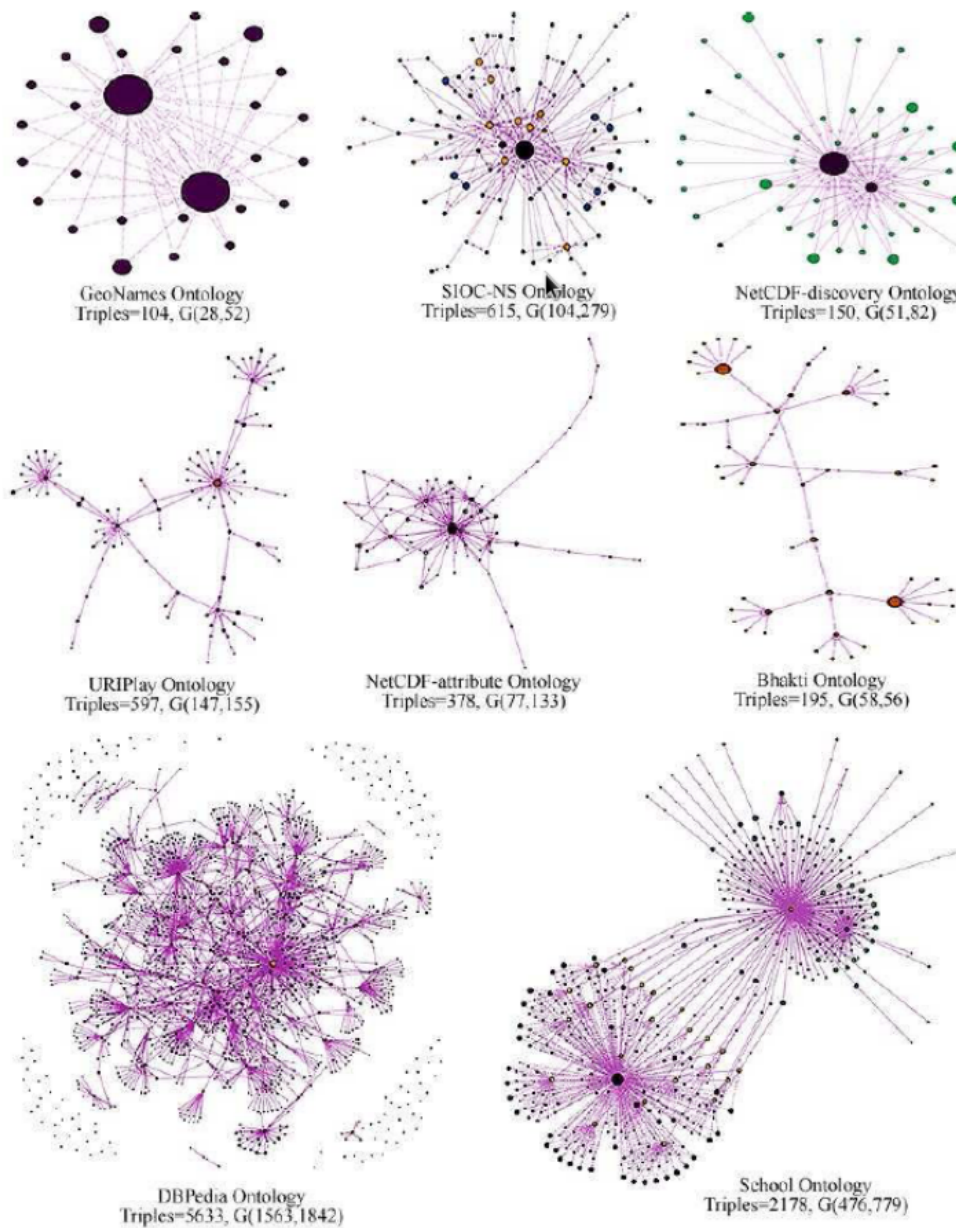 GeoNames Ontology
Triples=104, G(28,52)
SIOC-NS Ontology
Triples=615, G(104,279)
NetCDF-discovery Ontology
Triples=150, G(51,82)
URIPlay Ontology
Triples=597, G(147,155)
NetCDF-attribute Ontology
Triples=378, G(77,133)
Bhakti Ontology
Triples=195, G(58,56)
DBPedia Ontology
Triples=5633, G(1563,1842)
School Ontology
Triples=2178, G(476,779)